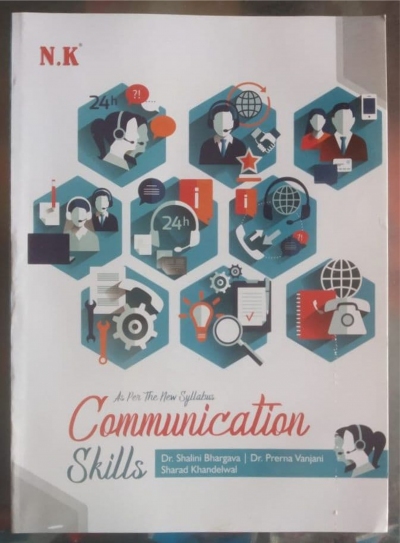 N.K
24h
?!
i
i
24h
As Per The New Syllabus
Communication
Skills
Dr. Shalini Bhargava | Dr. Prerna Vanjani
Sharad Khandelwal